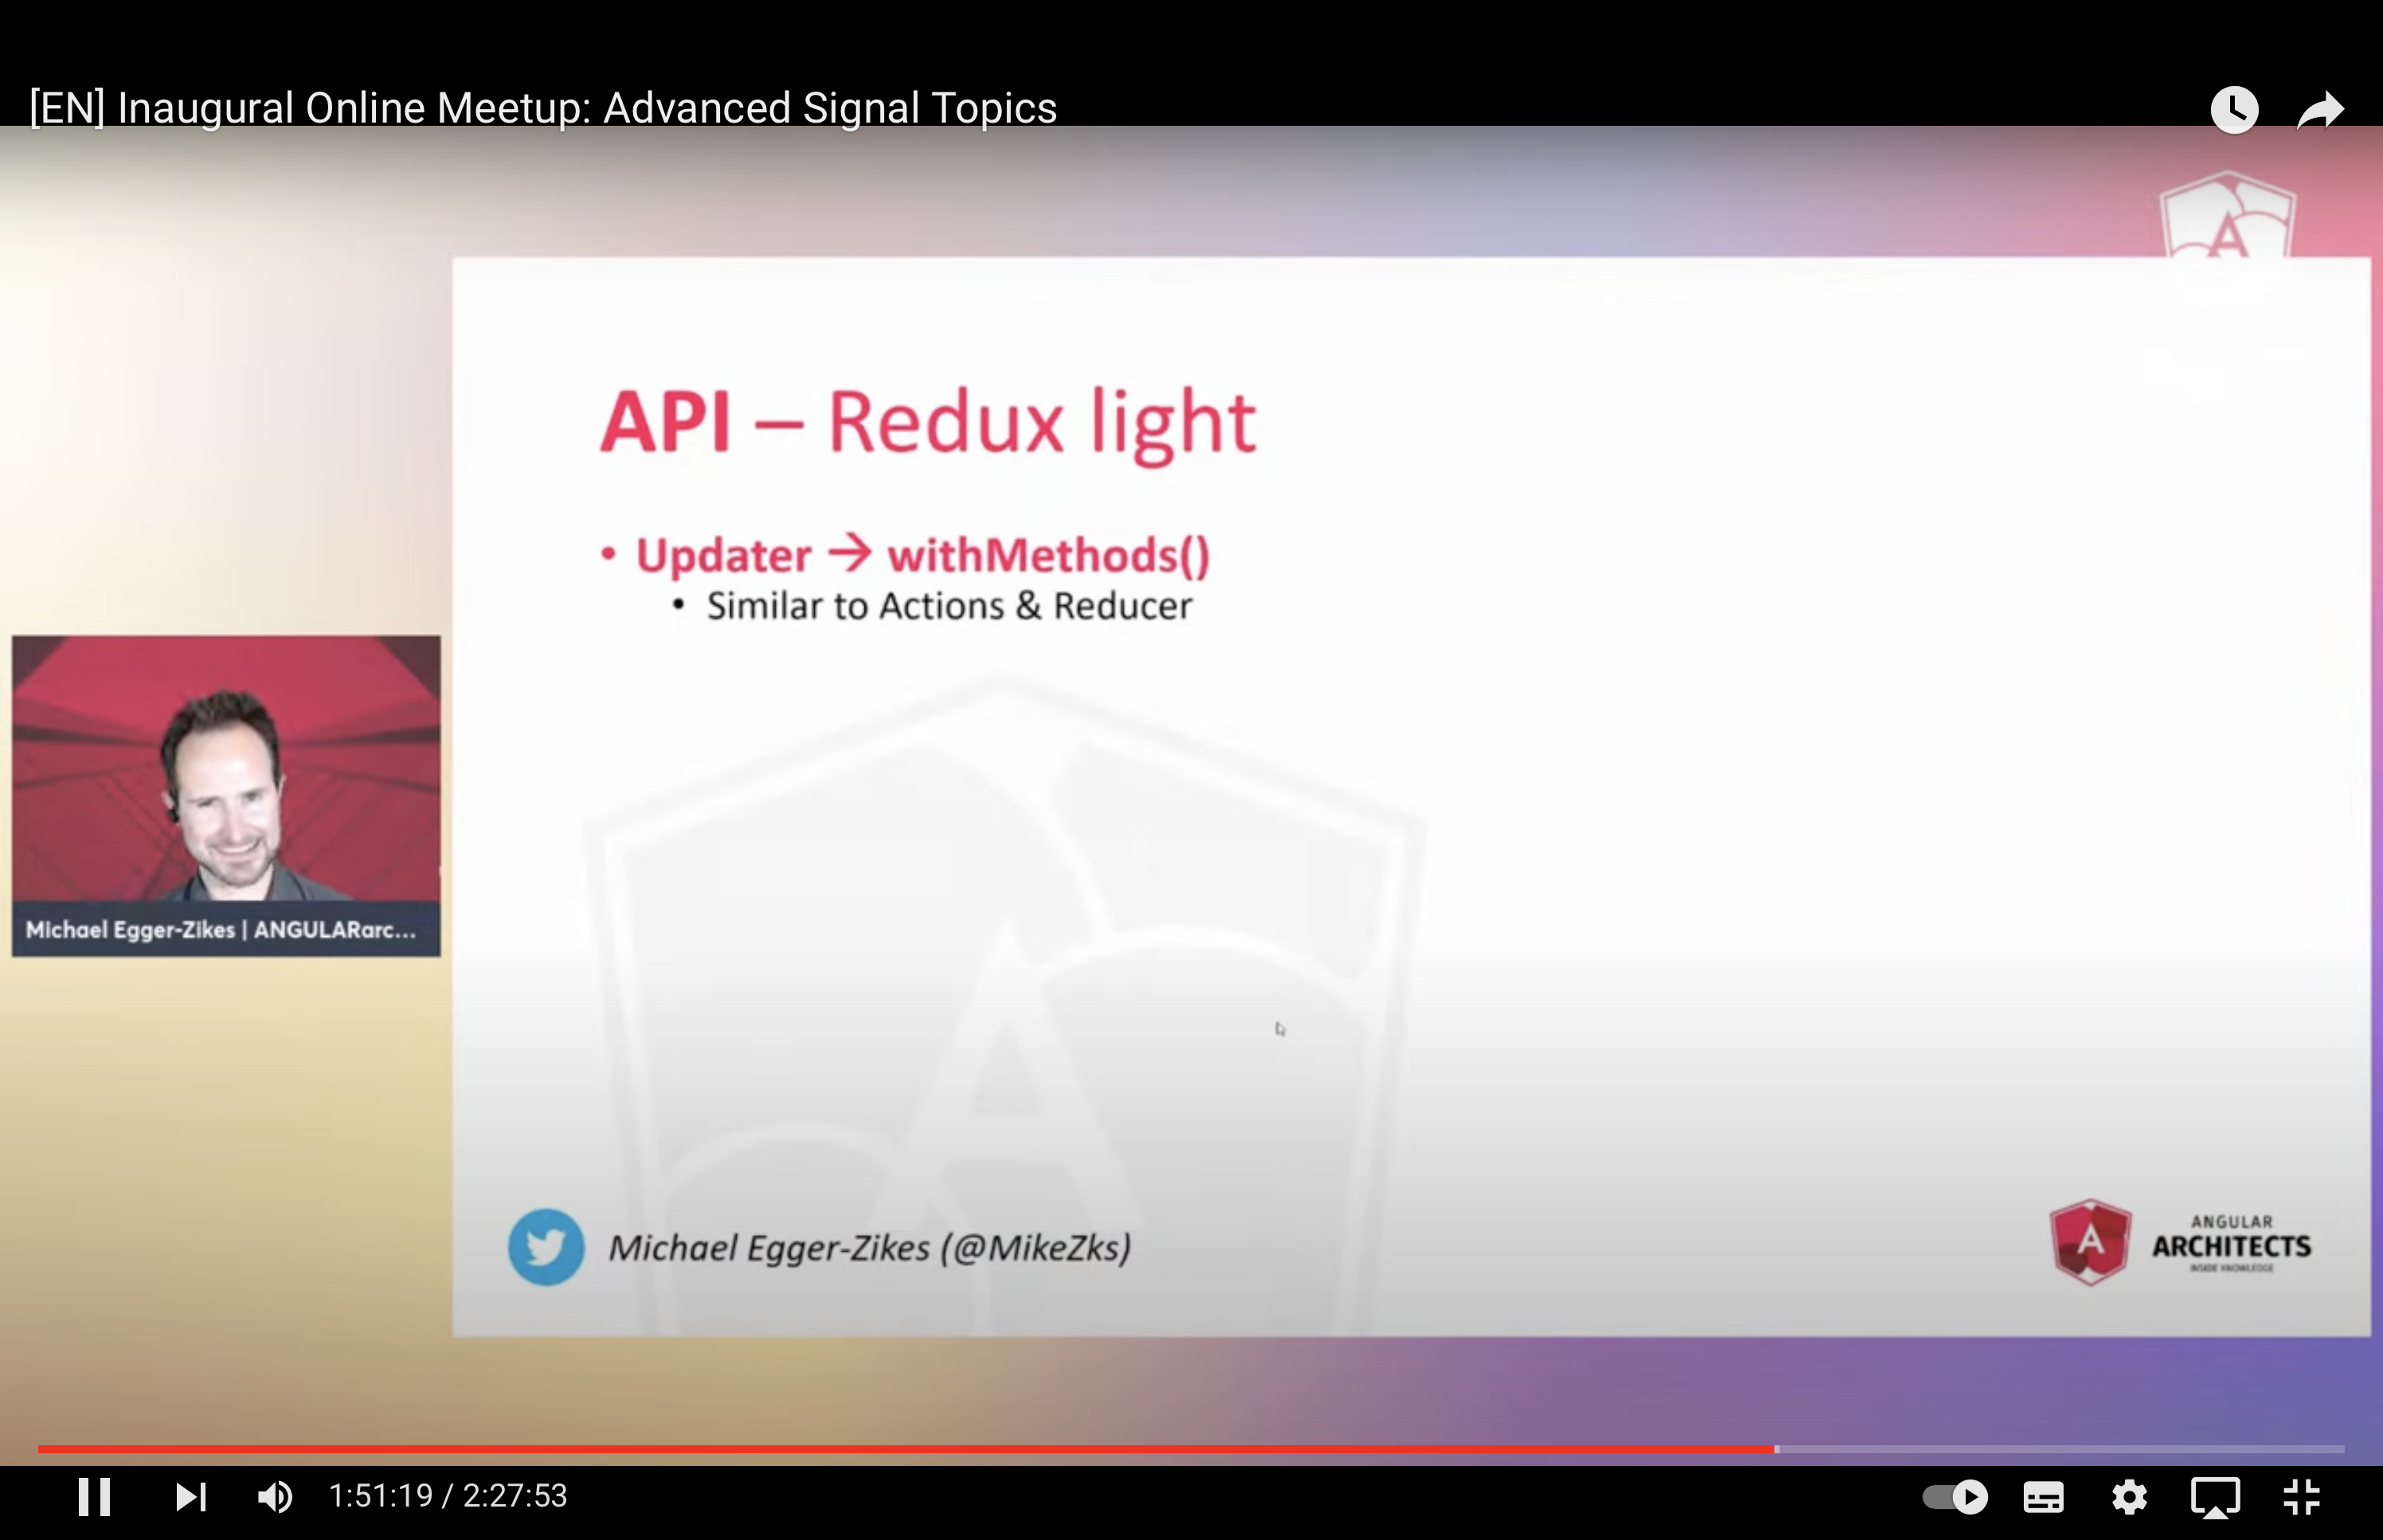 [EN] Inaugural Online Meetup: Advanced Signal Topics
A
API – Redux light
• Updater → withMethods()
• Similar to Actions & Reducer
Michael Egger-Zikes | ANGULARarc...
A
Michael Egger-Zikes (@MikeZks)
A
ANGULAR
ARCHITECTS
INSIDE KNOWLEDGE
1:51:19 / 2:27:53